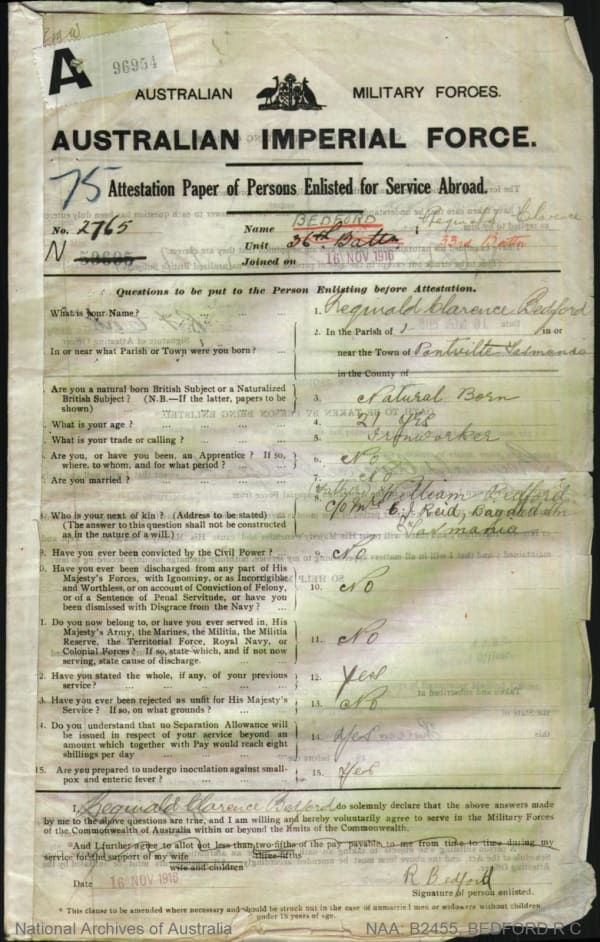 A
96954
AUSTRALIAN MILITARY FORCES.
AUSTRALIAN IMPERIAL FORCE.
75 Attestation Paper of Persons Enlisted for Service Abroad.
No. 2765 Name BEDFORD Reginald Clarence
N 59695 Unit 36th Battn 33rd Battn
Joined on 16 NOV 1916
Questions to be put to the Person Enlisting before Attestation.
What is your Name? ... ... ... 1. Reginald Clarence Bedford
In or near what Parish or Town were you born? ... 2. In the Parish of in or
near the Town of Pontville Tasmania
in the County of
Are you a natural born British Subject or a Naturalized
British Subject? (N.B.—If the latter, papers to be
shown) 3. Natural Born
What is your age? 4. 21 yrs
What is your trade or calling? 5. Ironworker
Are you, or have you been, an Apprentice? If so,
where, to whom, and for what period? 6. No
Are you married? 7. No
Who is your next of kin? (Address to be stated) 8. (Father) William Bedford
(The answer to this question shall not be construed c/o Mrs C. J. Reid,
as in the nature of a will.) Tasmania
9. Have you ever been convicted by the Civil Power? 9. No
0. Have you ever been discharged from any part of His
Majesty's Forces, with Ignominy, or as Incorrigible
and Worthless, or on account of Conviction of Felony,
or of a Sentence of Penal Servitude, or have you
been dismissed with Disgrace from the Navy? ... 10. No
1. Do you now belong to, or have you ever served in, His
Majesty's Army, the Marines, the Militia, the Militia
Reserve, the Territorial Force, Royal Navy, or
Colonial Forces? If so, state which, and if not now
serving, state cause of discharge 11. No
2. Have you stated the whole, if any, of your previous
service? 12. Yes
3. Have you ever been rejected as unfit for His Majesty's
Service? If so, on what grounds? 13. No
4. Do you understand that no Separation Allowance will
be issued in respect of your service beyond an
amount which together with Pay would reach eight
shillings per day 14. Yes
15. Are you prepared to undergo inoculation against small-
pox and enteric fever? 15. Yes
I, Reginald Clarence Bedford do solemnly declare that the above answers made
by me to the above questions are true, and I am willing and hereby voluntarily agree to serve in the Military Forces
of the Commonwealth of Australia within or beyond the limits of the Commonwealth.
*And I further agree to allot not less than two-fifths of the pay payable to me from time to time during my
three-fifths
service for the support of my wife
wife and children
Date 16 NOV 1916 R. Bedford
Signature of person enlisted.
* This clause to be amended where necessary and should be struck out in the case of unmarried men or widowers without children
under 18 years of age.
National Archives of Australia NAA: B2455, BEDFORD R C